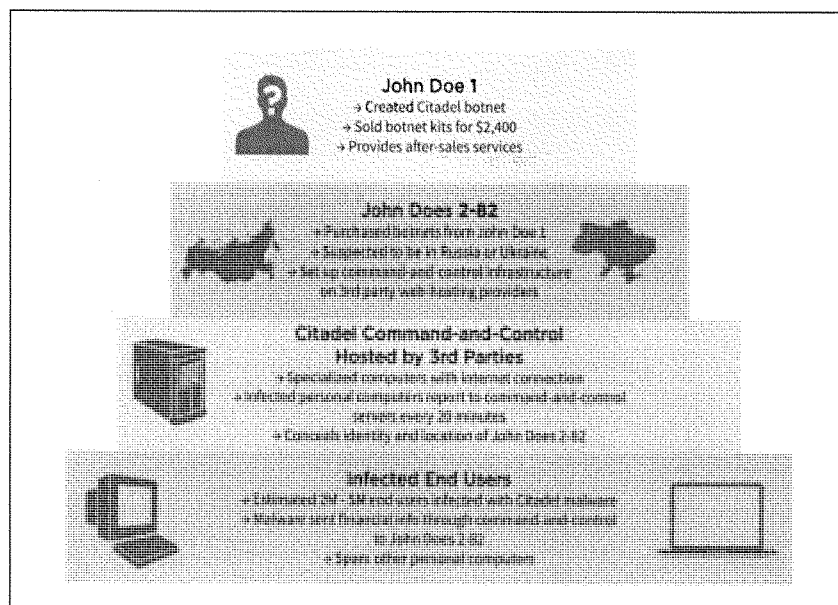 John Doe 1
→ Created Citadel botnet
→ Sold botnet kits for $2,400
→ Provides after-sales services
John Does 2-82
→ Purchased botnets from John Doe 1
→ Suspected to be in Russia or Ukraine
→ Set up command-and-control infrastructure
on 3rd party web-hosting providers
Citadel Command-and-Control
Hosted by 3rd Parties
→ Specialized computers with internet connection
→ Infected personal computers report to command-and-control
servers every 20 minutes
→ Conceals identity and location of John Does 2-82
Infected End Users
→ Estimated 2M - 5M end users infected with Citadel malware
→ Malware sent financial info through command-and-control
to John Does 2-82
→ Spam other personal computers
?